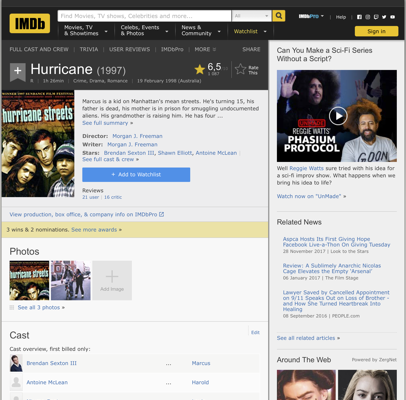 IMDb
Find Movies, TV shows, Celebrities and more...
All
IMDbPro
Help
Movies, TV
& Showtimes
Celebs, Events
& Photos
News &
Community
Watchlist
Sign in
FULL CAST AND CREW | TRIVIA | USER REVIEWS | IMDbPro | MORE
SHARE
Hurricane (1997)
6,5
Rate
This
R | 1h 26min | Crime, Drama, Romance | 19 February 1998 (Australia)
hurricane streets
Marcus is a kid on Manhattan's mean streets. He's turning 15, his
father is dead, his mother is in prison for smuggling undocumented
aliens. His grandmother is raising him. He has four ...
See full summary »
Director: Morgan J. Freeman
Writer: Morgan J. Freeman
Stars: Brendan Sexton III, Shawn Elliott, Antoine McLean |
See full cast & crew »
+ Add to Watchlist
Reviews
21 user | 16 critic
View production, box office, & company info on IMDbPro
3 wins & 2 nominations. See more awards »
Photos
hurricane streets
Add Image
See all 3 photos »
Cast
Edit
Cast overview, first billed only:
Brendan Sexton III ... Marcus
Antoine McLean ... Harold
Can You Make a Sci-Fi Series
Without a Script?
REGGIE WATTS'
PHASIUM
PROTOCOL
Well Reggie Watts sure tried with his idea for
a sci-fi improv show. What happens when we
bring his idea to life?
Watch now on "UnMade" »
Related News
Aspca Hosts Its First Giving Hope
Facebook Live-a-Thon On Giving Tuesday
28 November 2017 | Look to the Stars
Review: A Sublimely Anarchic Nicolas
Cage Elevates the Empty 'Arsenal'
06 January 2017 | The Film Stage
Lawyer Saved by Cancelled Appointment
on 9/11 Speaks Out on Loss of Brother -
and How Turned Heartbreak Into
Healing
08 September 2016 | PEOPLE.com
See all related articles »
Around The Web
Powered by ZergNet